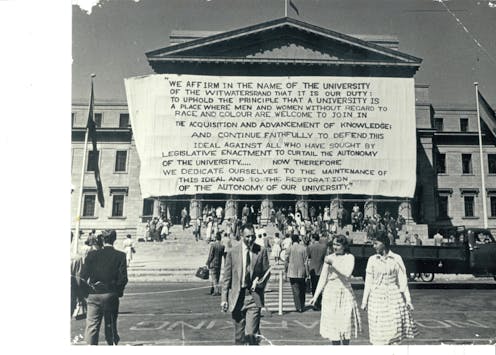 "WE AFFIRM IN THE NAME OF THE UNIVERSITY
OF THE WITWATERSRAND THAT IT IS OUR DUTY:
TO UPHOLD THE PRINCIPLE THAT A UNIVERSITY IS
A PLACE WHERE MEN AND WOMEN WITHOUT REGARD TO
RACE AND COLOUR ARE WELCOME TO JOIN IN
THE ACQUISITION AND ADVANCEMENT OF KNOWLEDGE:
AND CONTINUE FAITHFULLY TO DEFEND THIS
IDEAL AGAINST ALL WHO HAVE SOUGHT BY
LEGISLATIVE ENACTMENT TO CURTAIL THE AUTONOMY
OF THE UNIVERSITY..... NOW THEREFORE
WE DEDICATE OURSELVES TO THE MAINTENANCE OF
THIS IDEAL AND TO THE RESTORATION
OF THE AUTONOMY OF OUR UNIVERSITY."